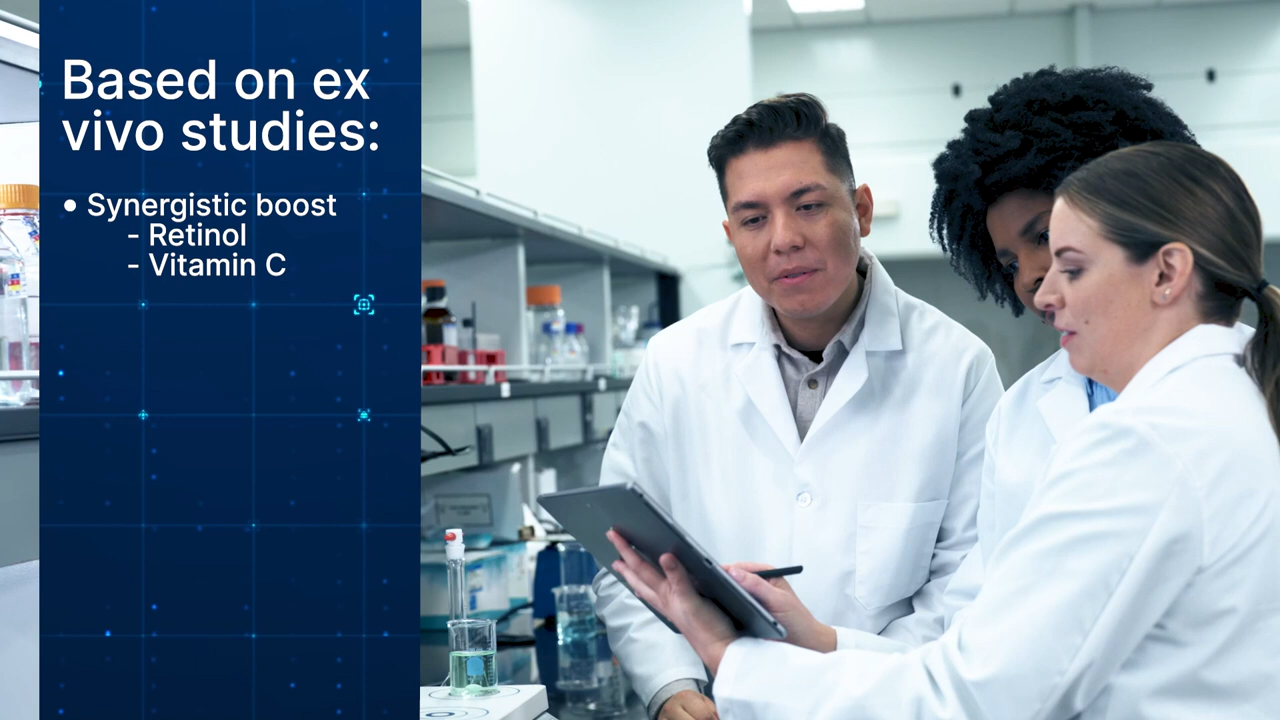 Based on ex
vivo studies:
• Synergistic boost
- Retinol
- Vitamin C